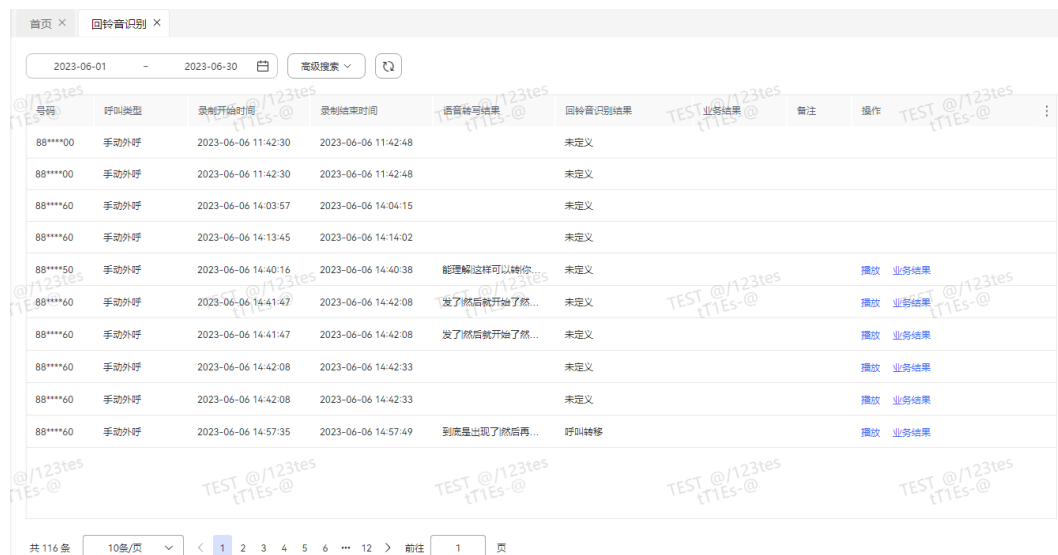 首页 ×
回铃音识别 ×
2023-06-01 ~ 2023-06-30 高级搜索
号码 呼叫类型 录制开始时间 录制结束时间 语音转写结果 回铃音识别结果 业务结果 备注 操作
88****00 手动外呼 2023-06-06 11:42:30 2023-06-06 11:42:48 未定义
88****00 手动外呼 2023-06-06 11:42:30 2023-06-06 11:42:48 未定义
88****60 手动外呼 2023-06-06 14:03:57 2023-06-06 14:04:15 未定义
88****60 手动外呼 2023-06-06 14:13:45 2023-06-06 14:14:02 未定义
88****50 手动外呼 2023-06-06 14:40:16 2023-06-06 14:40:38 能理解|这样可以转|你... 未定义 播放 业务结果
88****60 手动外呼 2023-06-06 14:41:47 2023-06-06 14:42:08 发了|然后就开始了然... 未定义 播放 业务结果
88****60 手动外呼 2023-06-06 14:41:47 2023-06-06 14:42:08 发了|然后就开始了然... 未定义 播放 业务结果
88****60 手动外呼 2023-06-06 14:42:08 2023-06-06 14:42:33 未定义 播放 业务结果
88****60 手动外呼 2023-06-06 14:42:08 2023-06-06 14:42:33 未定义 播放 业务结果
88****60 手动外呼 2023-06-06 14:57:35 2023-06-06 14:57:49 到底是出现了|然后再... 呼叫转移 播放 业务结果
TEST_@/123tes
tT1Es-@
共 116 条 10条/页 < 1 2 3 4 5 6 ··· 12 > 前往 1 页